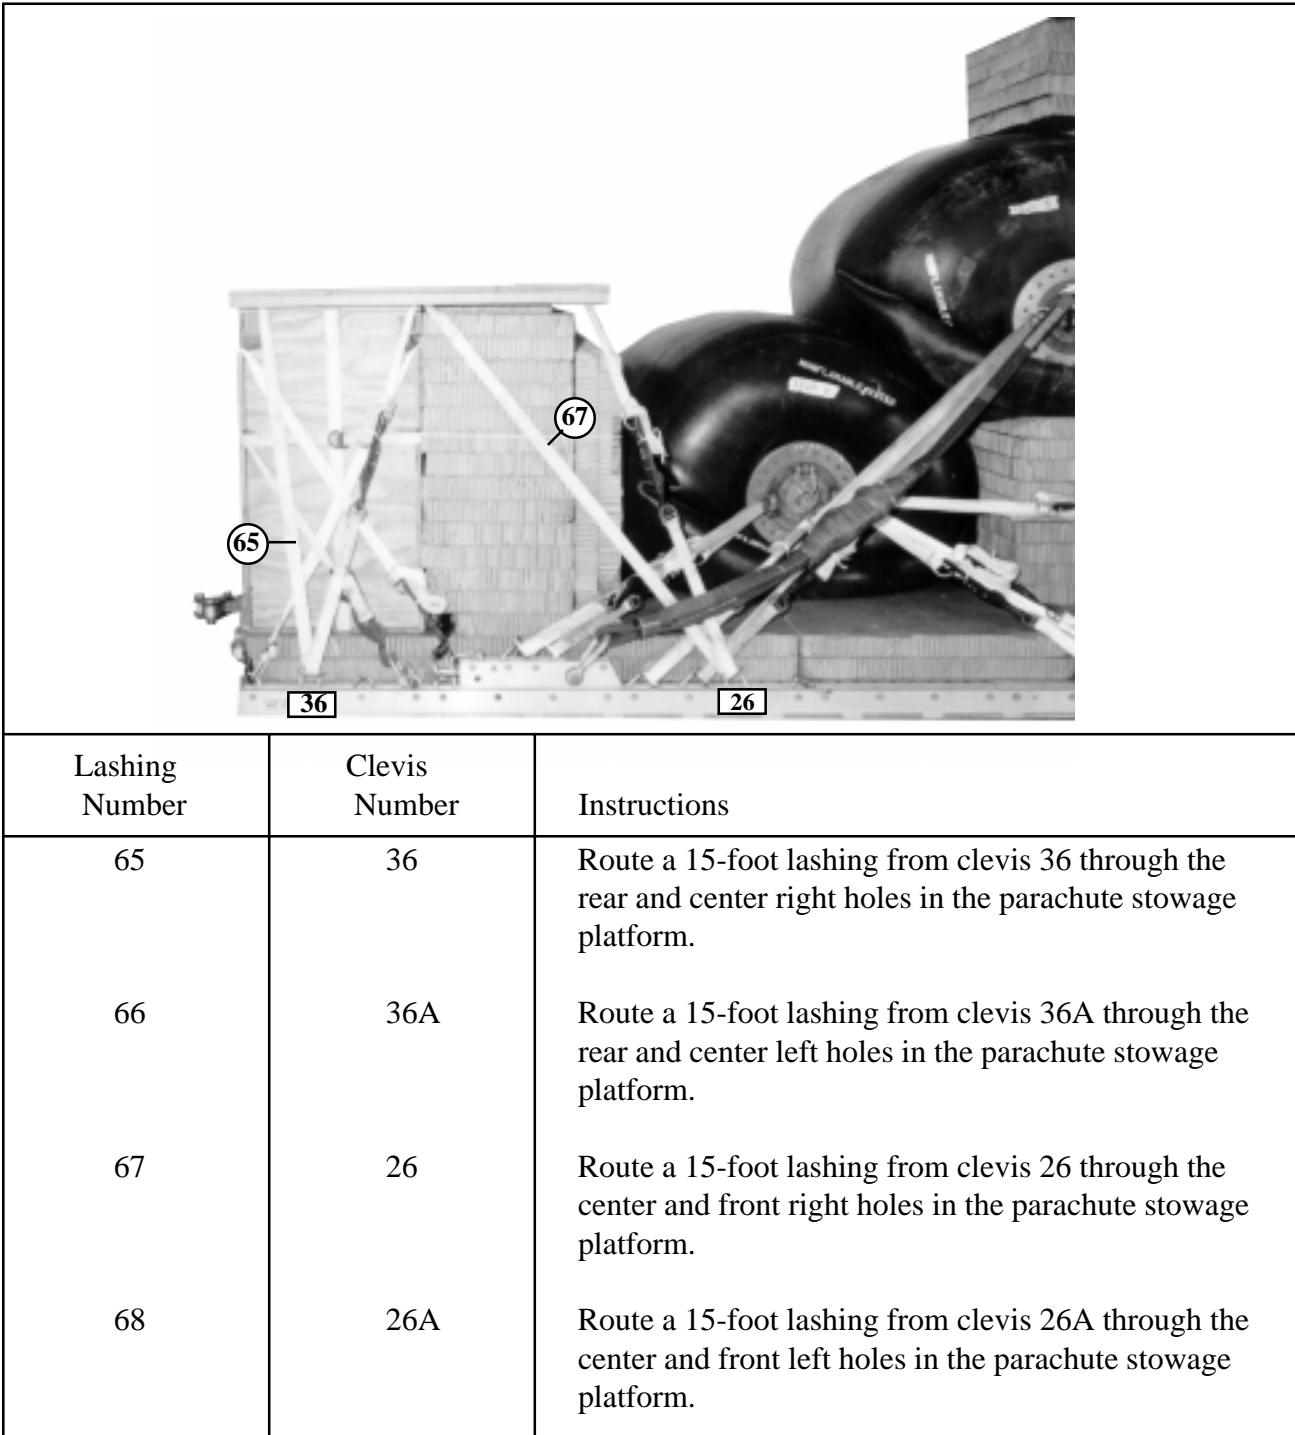 67
65
36
26
Lashing Number
Clevis Number
Instructions
65
36
Route a 15-foot lashing from clevis 36 through the
rear and center right holes in the parachute stowage
platform.
66
36A
Route a 15-foot lashing from clevis 36A through the
rear and center left holes in the parachute stowage
platform.
67
26
Route a 15-foot lashing from clevis 26 through the
center and front right holes in the parachute stowage
platform.
68
26A
Route a 15-foot lashing from clevis 26A through the
center and front left holes in the parachute stowage
platform.